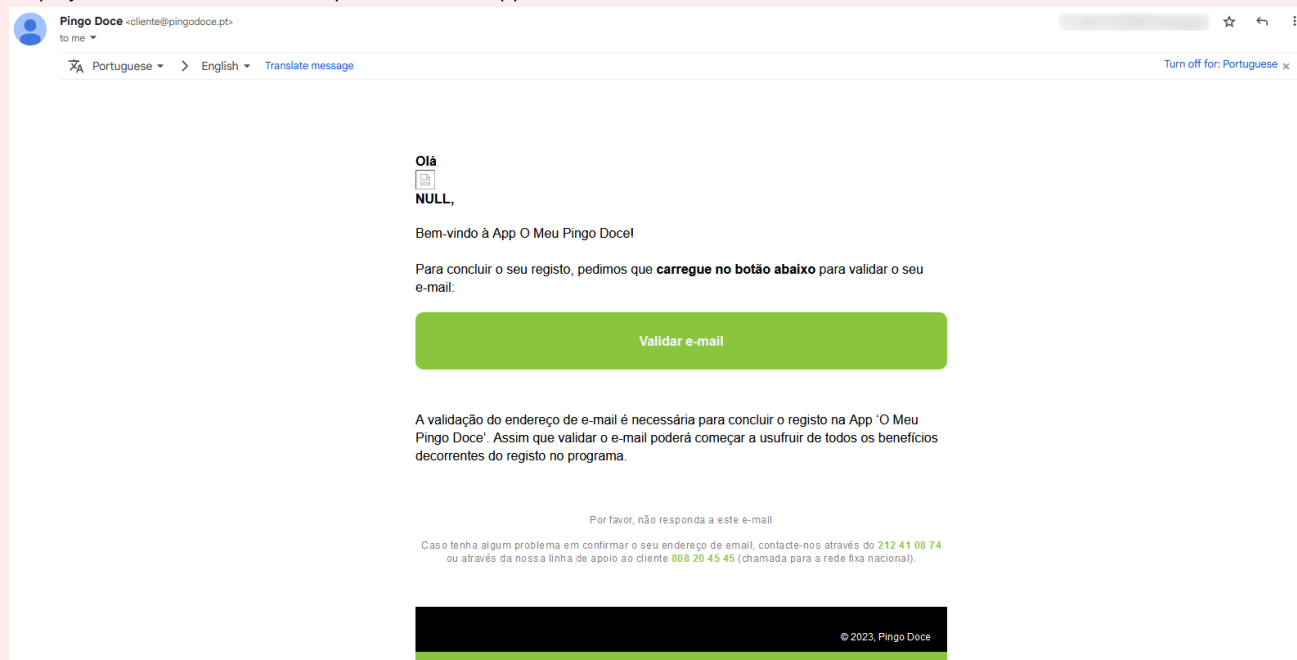 Pingo Doce <cliente@pingodoce.pt>
to me
Portuguese > English Translate message Turn off for: Portuguese x
Olá
NULL,
Bem-vindo à App O Meu Pingo Doce!
Para concluir o seu registo, pedimos que carregue no botão abaixo para validar o seu
e-mail:
Validar e-mail
A validação do endereço de e-mail é necessária para concluir o registo na App ‘O Meu
Pingo Doce’. Assim que validar o e-mail poderá começar a usufruir de todos os benefícios
decorrentes do registo no programa.
Por favor, não responda a este e-mail
Caso tenha algum problema em confirmar o seu endereço de email, contacte-nos através do 212 41 08 74
ou através da nossa linha de apoio ao cliente 808 20 45 45 (chamada para a rede fixa nacional).
© 2023, Pingo Doce